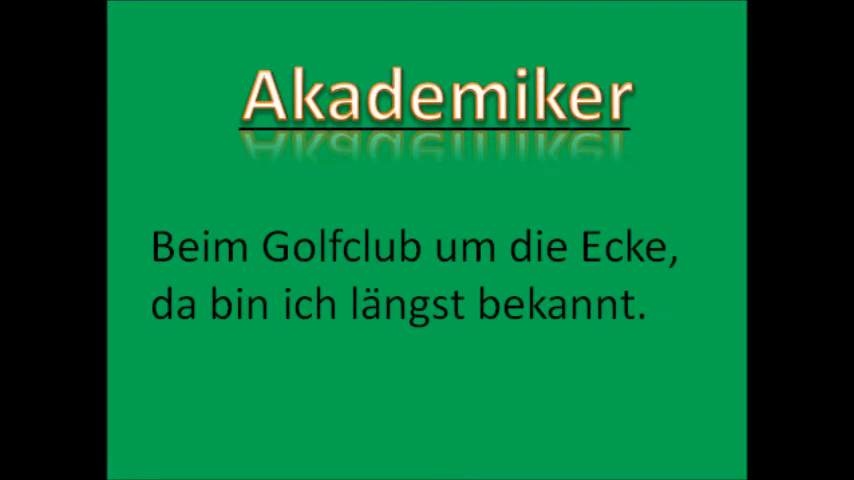 Akademiker
Beim Golfclub um die Ecke,
da bin ich längst bekannt.